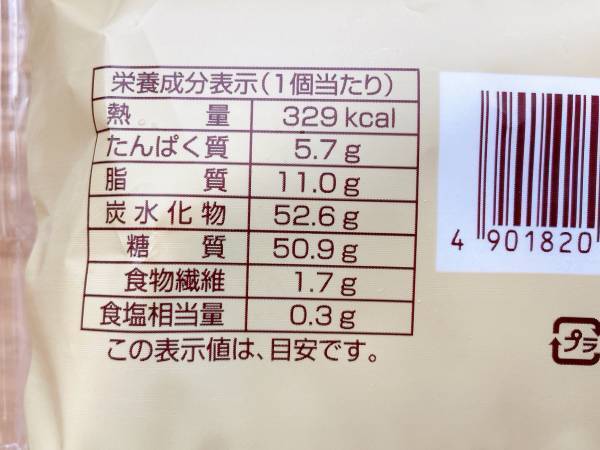 栄養成分表示(1個当たり)
熱量 329kcal
たんぱく質 5.7g
脂質 11.0g
炭水化物 52.6g
糖質 50.9g
食物繊維 1.7g
食塩相当量 0.3g
この表示値は、目安です。
4 901820
プラ